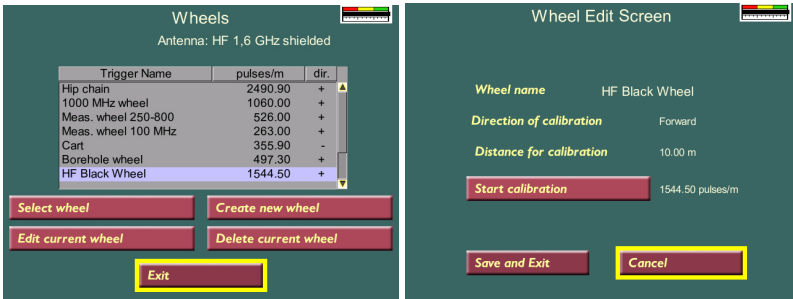 Wheels
Antenna: HF 1,6 GHz shielded
Trigger Name pulses/m dir.
Hip chain 2490.90 +
1000 MHz wheel 1060.00 +
Meas. wheel 250-800 526.00 +
Meas. wheel 100 MHz 263.00 +
Cart 355.90 -
Borehole wheel 497.30 +
HF Black Wheel 1544.50 +
Select wheel Create new wheel
Edit current wheel Delete current wheel
Exit
Wheel Edit Screen
Wheel name HF Black Wheel
Direction of calibration Forward
Distance for calibration 10.00 m
Start calibration 1544.50 pulses/m
Save and Exit Cancel